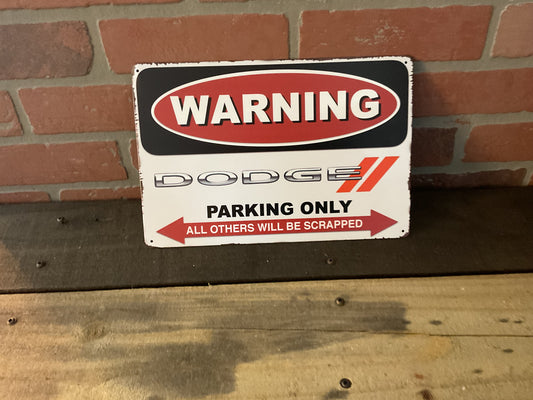 WARNING
DODGE
PARKING ONLY
ALL OTHERS WILL BE SCRAPPED